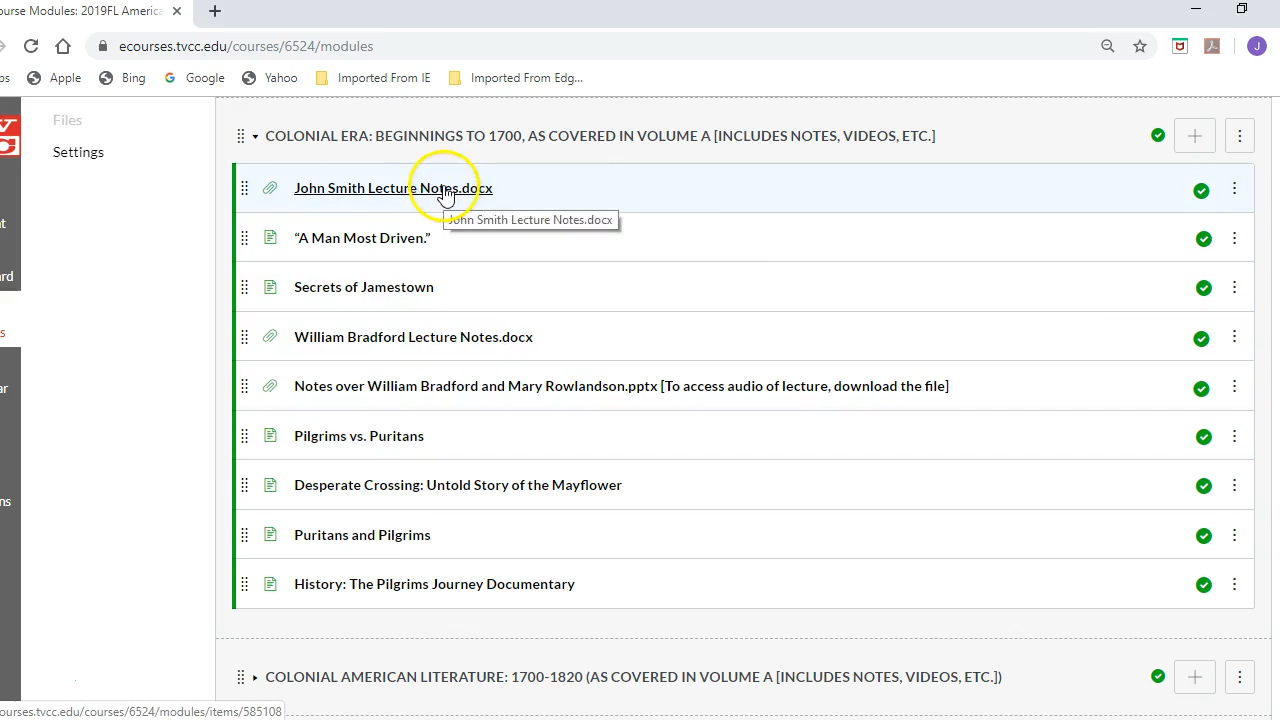 ourse Modules: 2019FL America
ecourses.tvcc.edu/courses/6524/modules
J
ps Apple Bing Google Yahoo Imported From IE Imported From Edg...
Files
Settings
COLONIAL ERA: BEGINNINGS TO 1700, AS COVERED IN VOLUME A [INCLUDES NOTES, VIDEOS, ETC.]
John Smith Lecture Notes.docx
John Smith Lecture Notes.docx
“A Man Most Driven.”
Secrets of Jamestown
William Bradford Lecture Notes.docx
Notes over William Bradford and Mary Rowlandson.pptx [To access audio of lecture, download the file]
Pilgrims vs. Puritans
Desperate Crossing: Untold Story of the Mayflower
Puritans and Pilgrims
History: The Pilgrims Journey Documentary
COLONIAL AMERICAN LITERATURE: 1700-1820 (AS COVERED IN VOLUME A [INCLUDES NOTES, VIDEOS, ETC.])
tvcc.edu/courses/6524/modules/items/585108